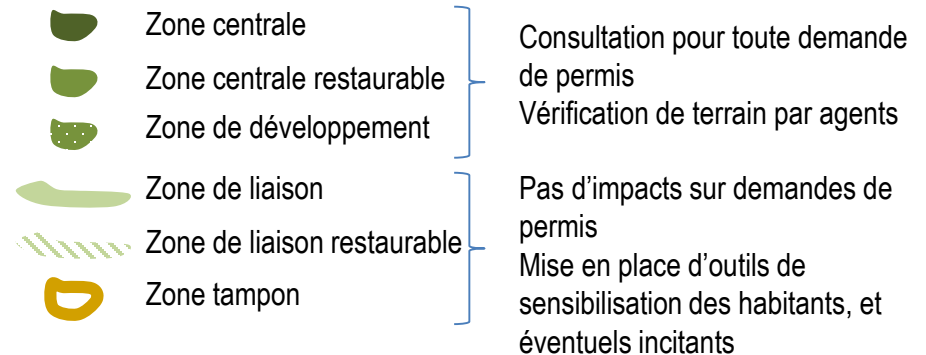 Zone centrale
Zone centrale restaurable
Zone de développement
Consultation pour toute demande
de permis
Vérification de terrain par agents
Zone de liaison
Zone de liaison restaurable
Zone tampon
Pas d’impacts sur demandes de
permis
Mise en place d’outils de
sensibilisation des habitants, et
éventuels incitants